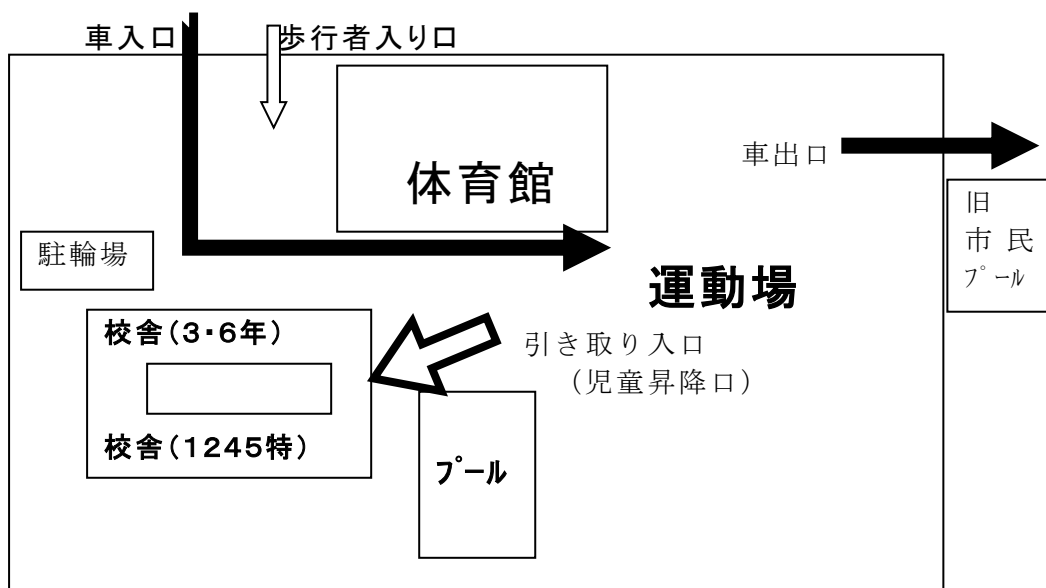 車入口
歩行者入り口
体育館
車出口
旧
市民
プール
駐輪場
運動場
校舎(3・6年)
引き取り入口
(児童昇降口)
校舎(1245特)
プール